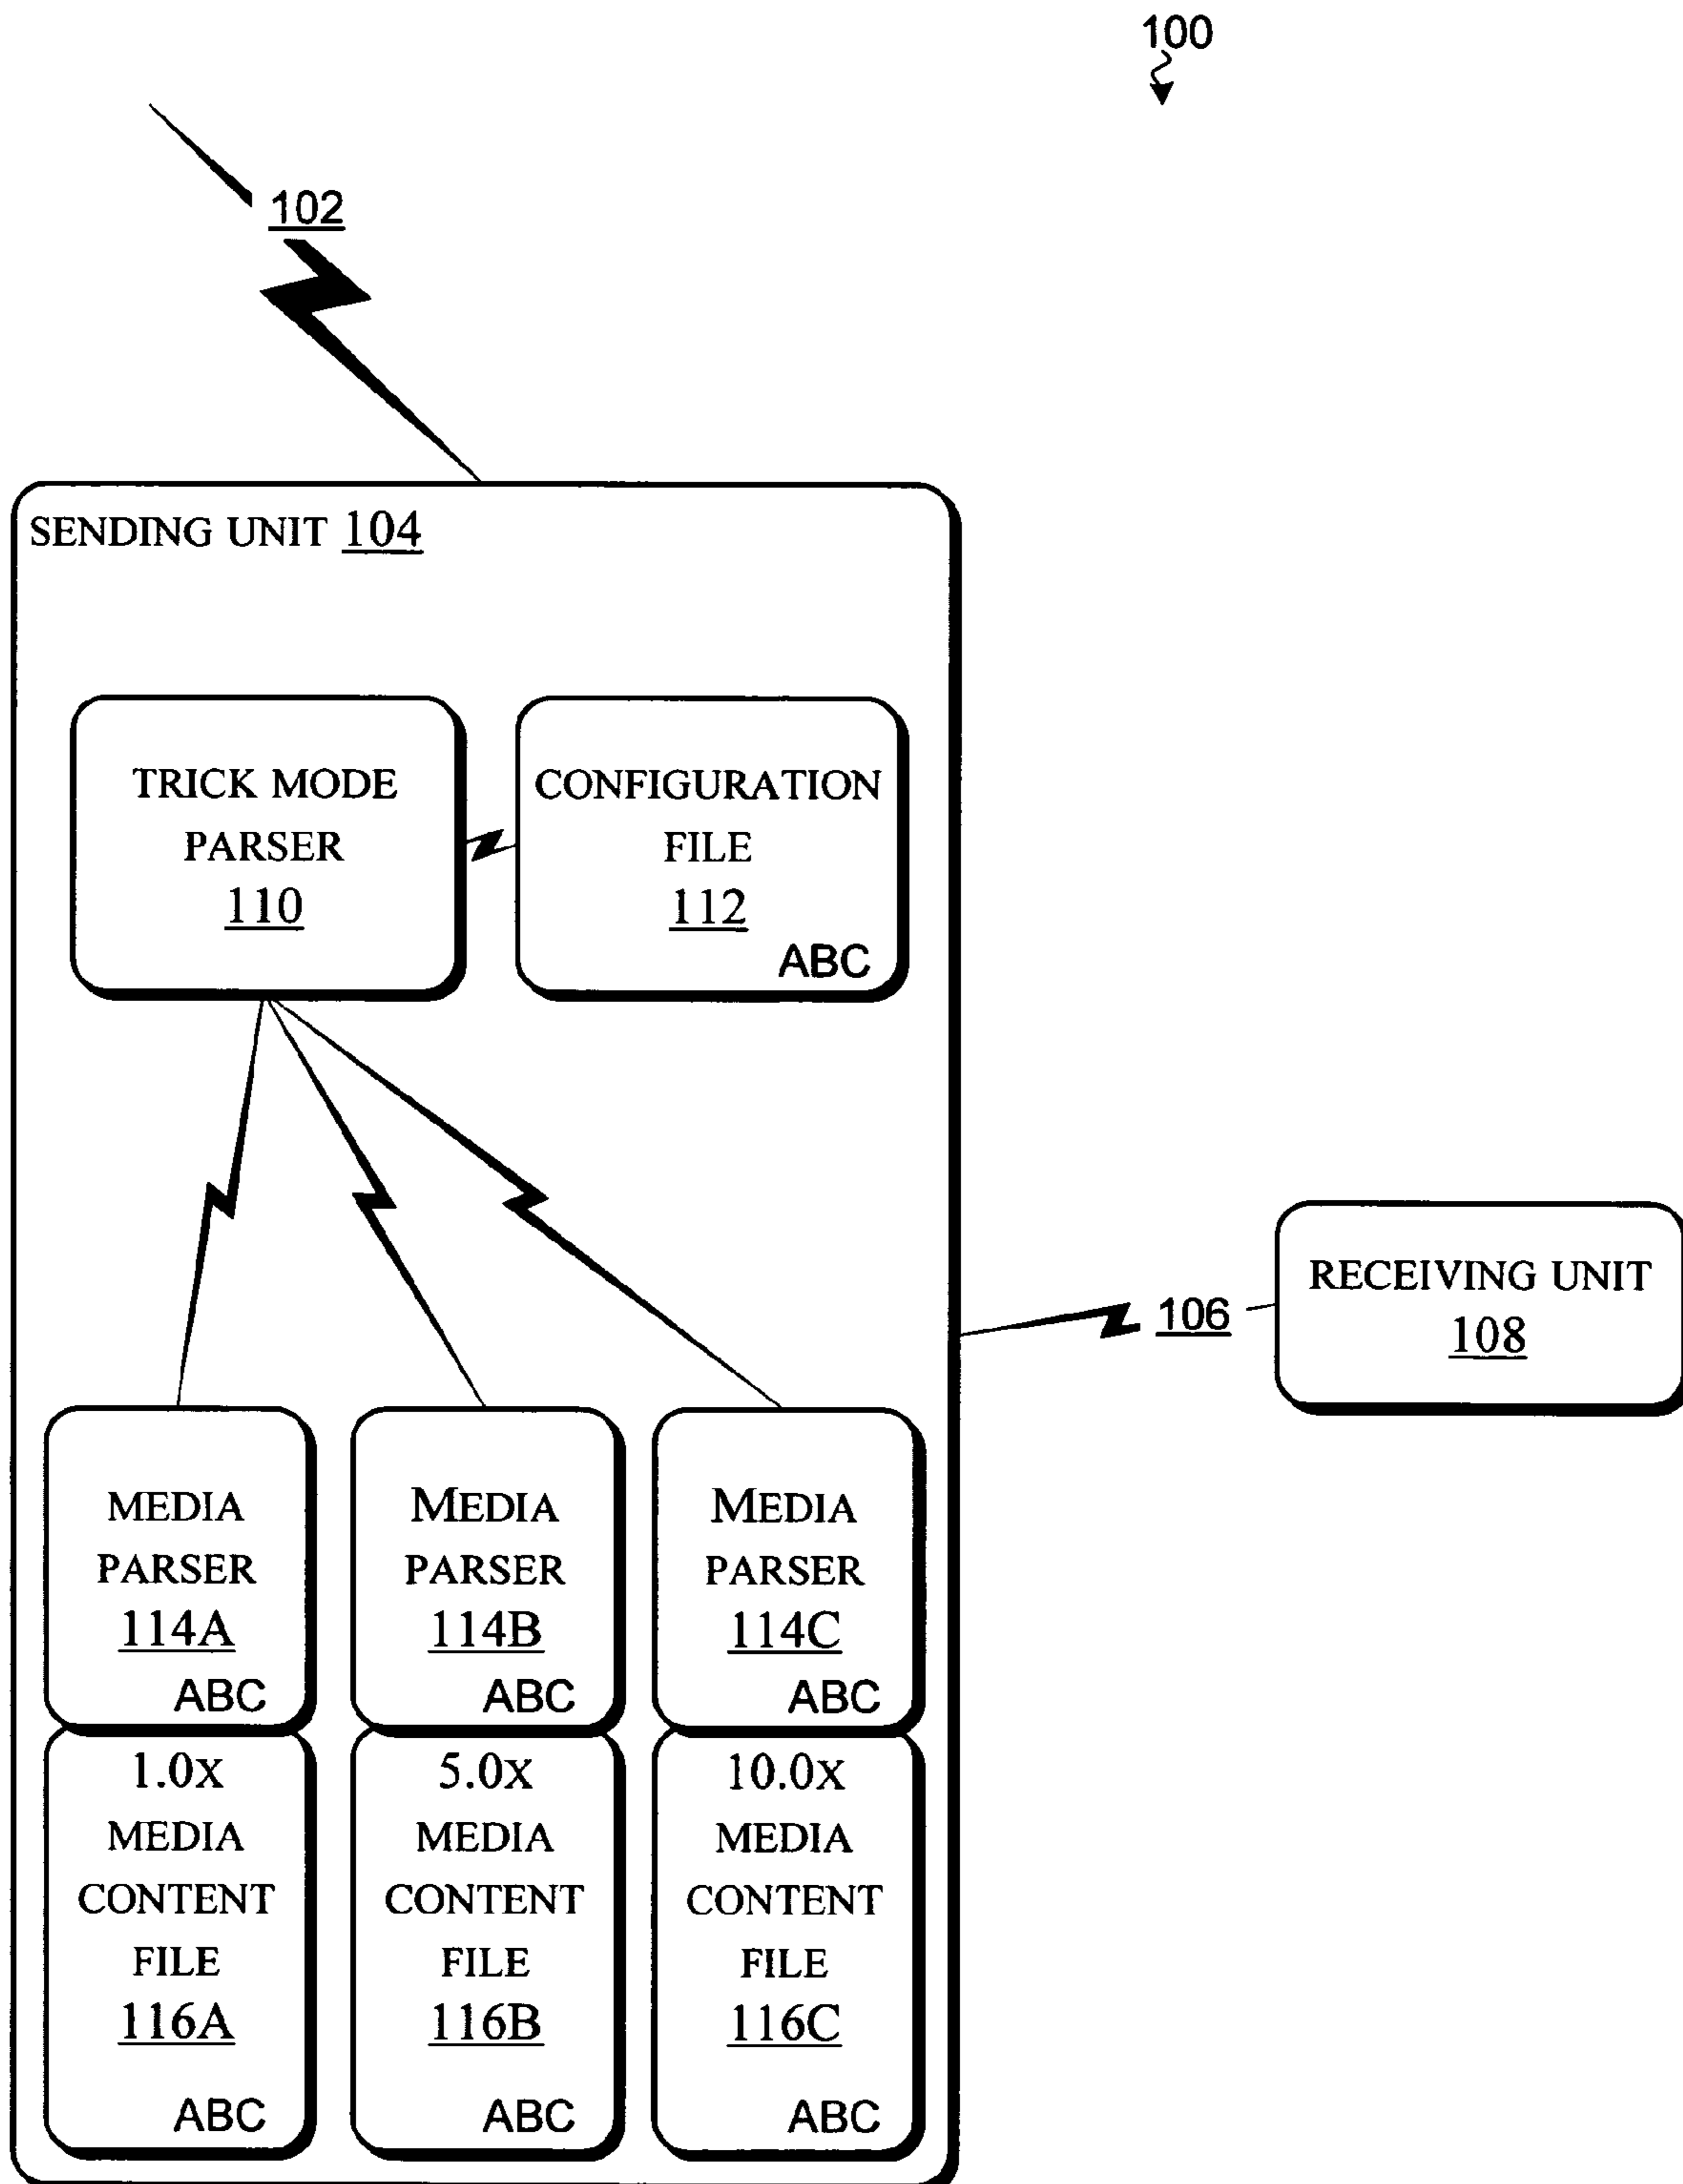 100
102
SENDING UNIT 104
TRICK MODE
PARSER
110
CONFIGURATION
FILE
112
ABC
106
RECEIVING UNIT
108
MEDIA
PARSER
114A
ABC
MEDIA
PARSER
114B
ABC
MEDIA
PARSER
114C
ABC
1.0X
MEDIA
CONTENT
FILE
116A
ABC
5.0X
MEDIA
CONTENT
FILE
116B
ABC
10.0X
MEDIA
CONTENT
FILE
116C
ABC